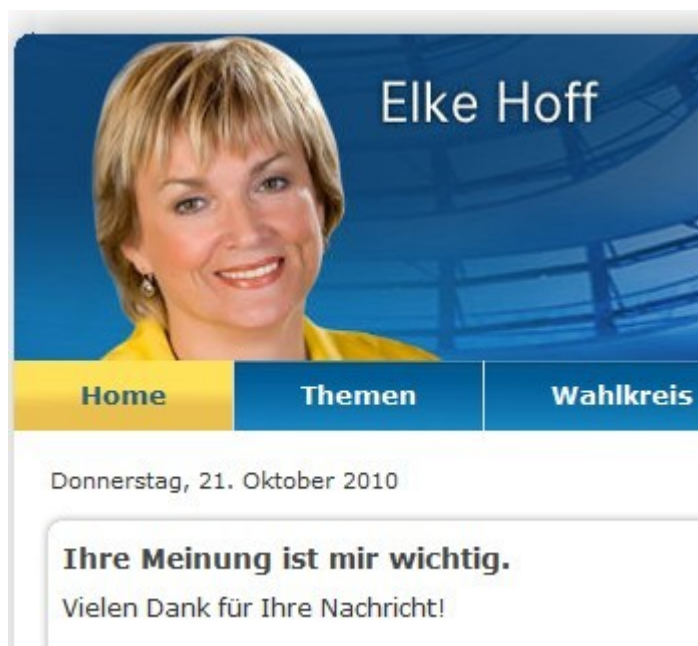 Elke Hoff
Home Themen Wahlkreis
Donnerstag, 21. Oktober 2010
Ihre Meinung ist mir wichtig.
Vielen Dank für Ihre Nachricht!